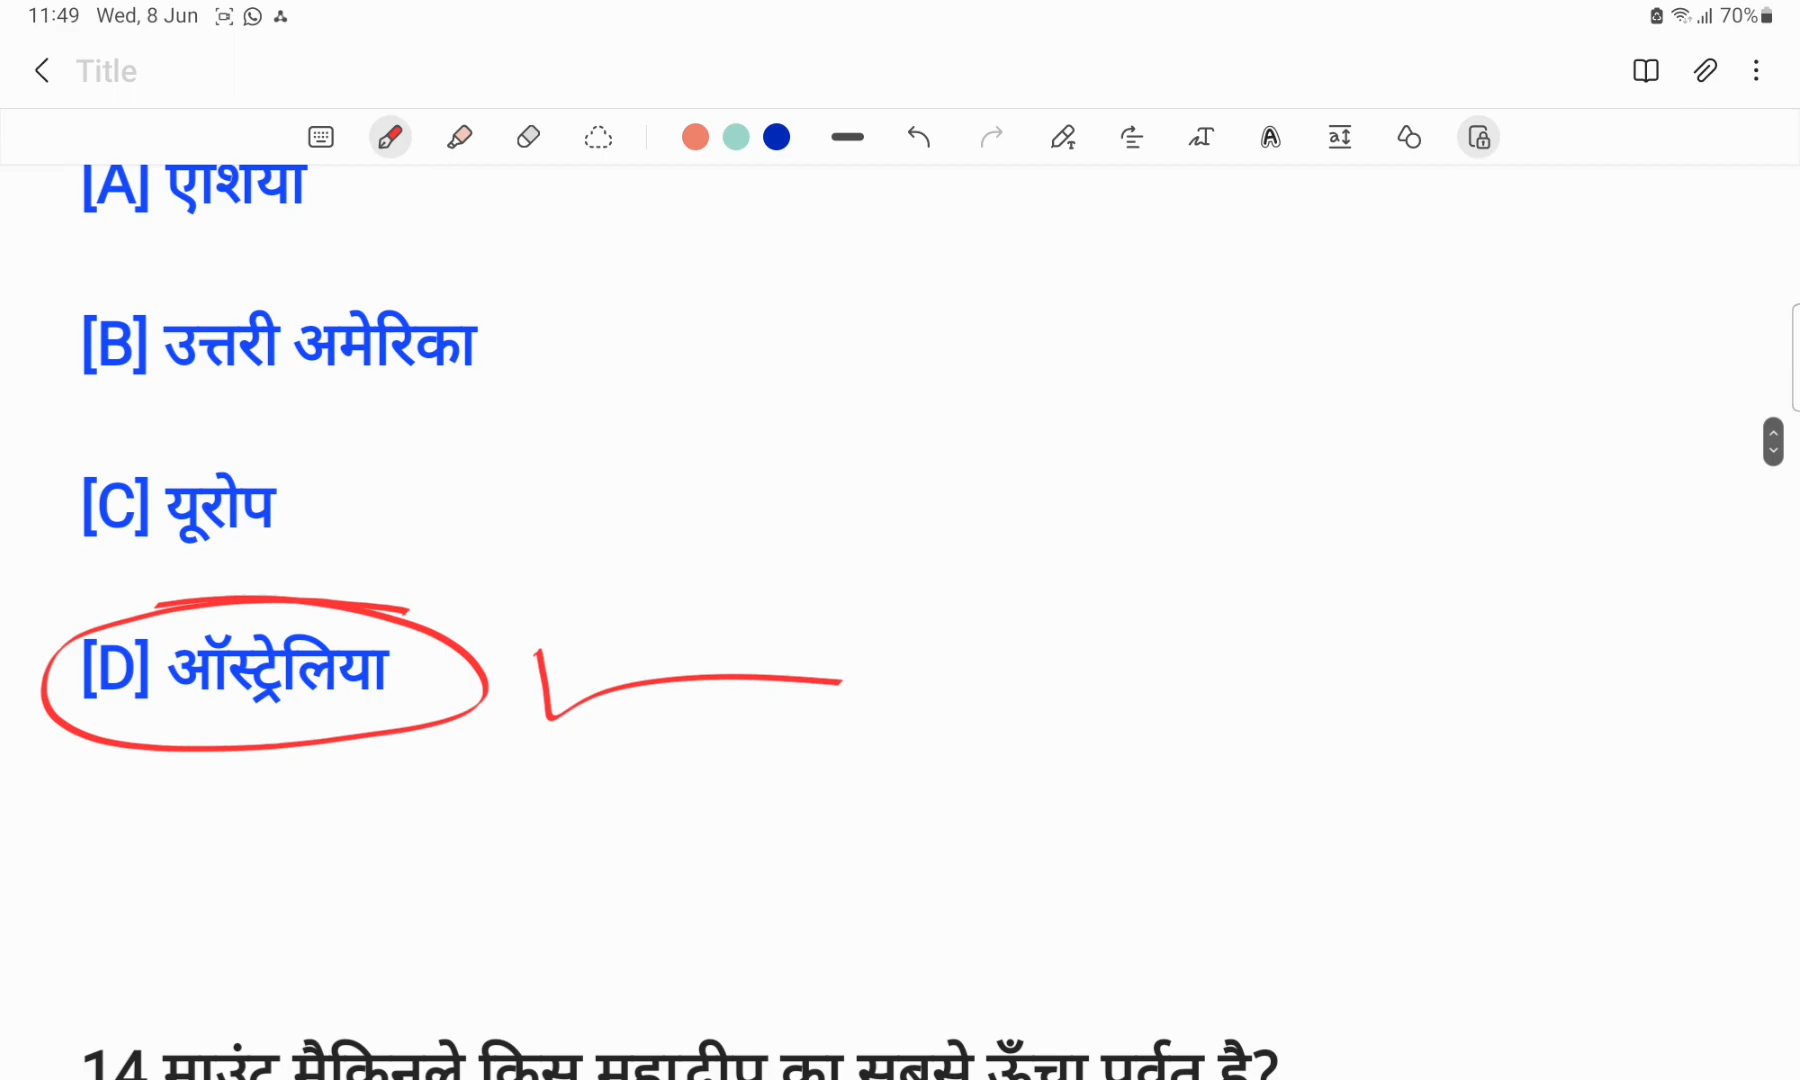 11:49 Wed, 8 Jun 70%
Title
[A] एशिया
[B] उत्तरी अमेरिका
[C] यूरोप
[D] ऑस्ट्रेलिया
14 माउंट मैकिनले किस महाद्वीप का सबसे ऊँचा पर्वत है?